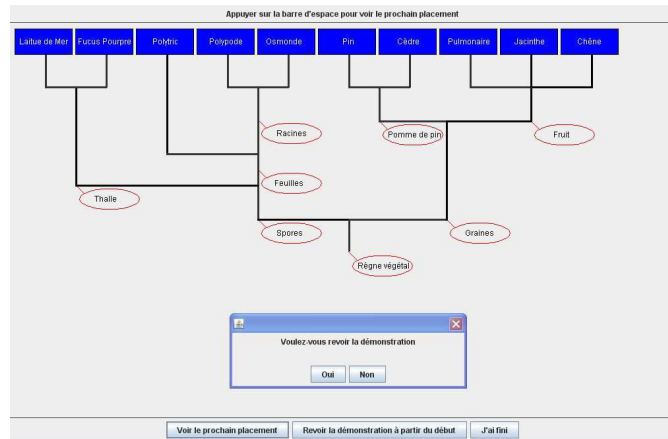 Appuyer sur la barre d'espace pour voir le prochain placement
Laitue de Mer Fucus Pourpre Polytric Polypode Osmonde Pin Cèdre Pulmonaire Jacinthe Chêne
Racines Pomme de pin Fruit
Feuilles
Thalle
Spores Graines
Règne végétal
Voulez-vous revoir la démonstration
Oui Non
Voir le prochain placement Revoir la démonstration à partir du début J'ai fini